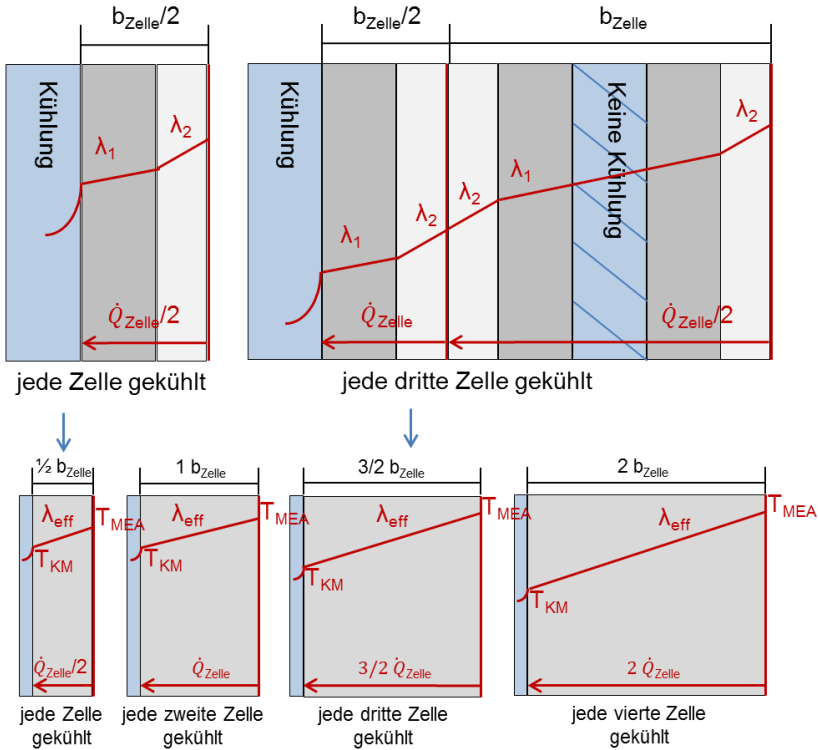 b_Zelle/2
b_Zelle/2
b_Zelle
Kühlung
λ₁
λ₂
Q̇_Zelle/2
Kühlung
λ₁
λ₂
λ₂
λ₁
Keine Kühlung
λ₂
Q̇_Zelle
Q̇_Zelle/2
jede Zelle gekühlt
jede dritte Zelle gekühlt
½ b_Zelle
1 b_Zelle
3/2 b_Zelle
2 b_Zelle
λ_eff
T_MEA
T_KM
Q̇_Zelle/2
λ_eff
T_KM
Q̇_Zelle
λ_eff
T_MEA
T_KM
3/2 Q̇_Zelle
λ_eff
T_MEA
T_KM
2 Q̇_Zelle
jede Zelle
gekühlt
jede zweite Zelle
gekühlt
jede dritte Zelle
gekühlt
jede vierte Zelle
gekühlt